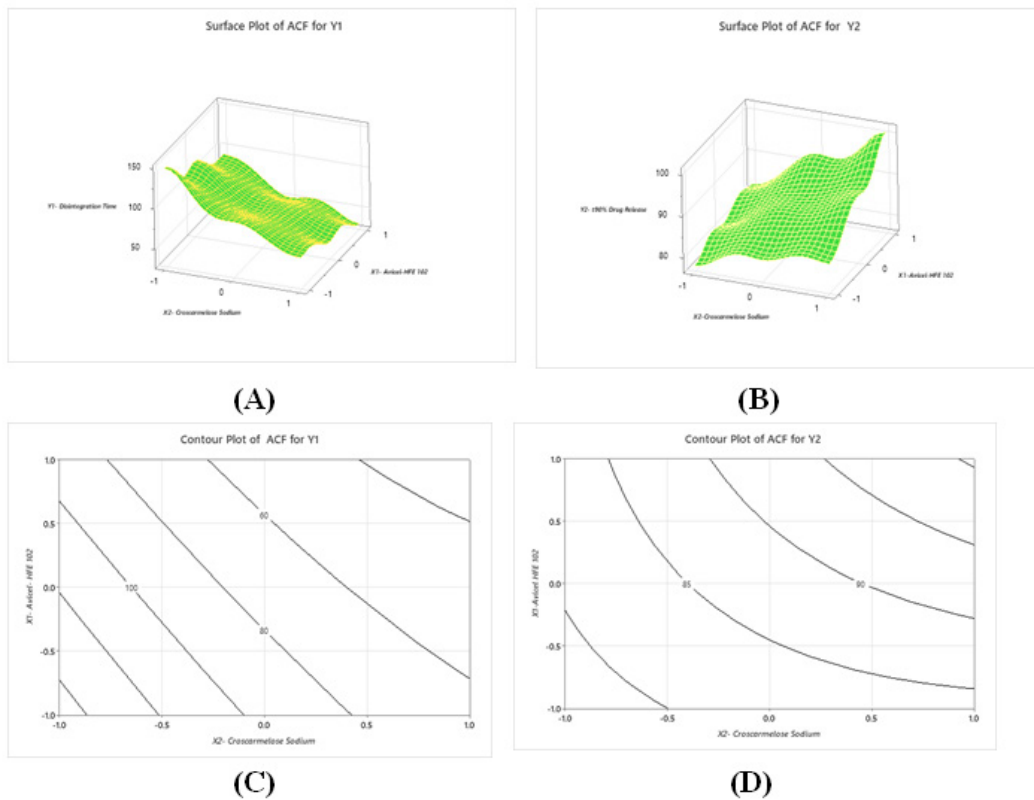 Surface Plot of ACF for Y1
150
100
50
Y1- Disintegration Time
-1
0
1
X2- Croscarmelose Sodium
-1
0
1
X1- Avicel-HFE 102
(A)
Surface Plot of ACF for Y2
100
90
80
Y2- t90% Drug Release
-1
0
1
X2-Croscarmelose Sodium
-1
0
1
X1-Avicel-HFE 102
(B)
Contour Plot of ACF for Y1
1.0
0.5
0.0
-0.5
-1.0
X1- Avicel- HFE 102
60
100
80
-1.0 -0.5 0.0 0.5 1.0
X2- Croscarmelose Sodium
(C)
Contour Plot of ACF for Y2
1.0
0.5
0.0
-0.5
-1.0
X1-Avicel HFE 102
85
90
-1.0 -0.5 0.0 0.5 1.0
X2- Croscarmelose Sodium
(D)